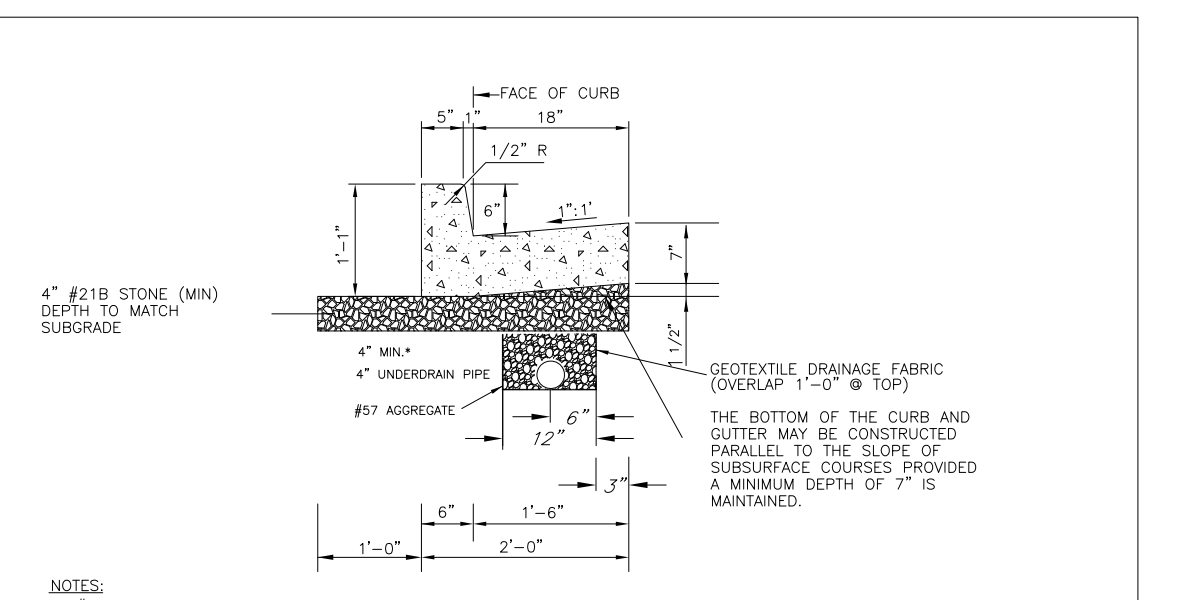 FACE OF CURB
5" 1" 18"
1/2" R
6"
1":1'
1'-1"
7"
4" #21B STONE (MIN)
DEPTH TO MATCH
SUBGRADE
1 1/2"
4" MIN.*
4" UNDERDRAIN PIPE
#57 AGGREGATE
GEOTEXTILE DRAINAGE FABRIC
(OVERLAP 1'-0" @ TOP)
6"
12"
THE BOTTOM OF THE CURB AND
GUTTER MAY BE CONSTRUCTED
PARALLEL TO THE SLOPE OF
SUBSURFACE COURSES PROVIDED
A MINIMUM DEPTH OF 7" IS
MAINTAINED.
3"
6" 1'-6"
1'-0" 2'-0"
NOTES: